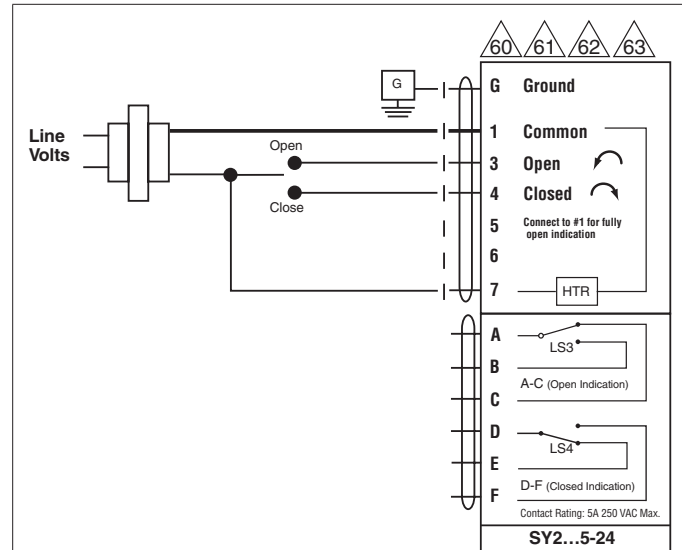 60 61 62 63
G
G Ground
Line
Volts
1 Common
Open
3 Open
4 Closed
Close
5 Connect to #1 for fully
open indication
6
7 HTR
A
LS3
B
A-C (Open Indication)
C
D
LS4
E
D-F (Closed Indication)
F
Contact Rating: 5A 250 VAC Max.
SY2...5-24